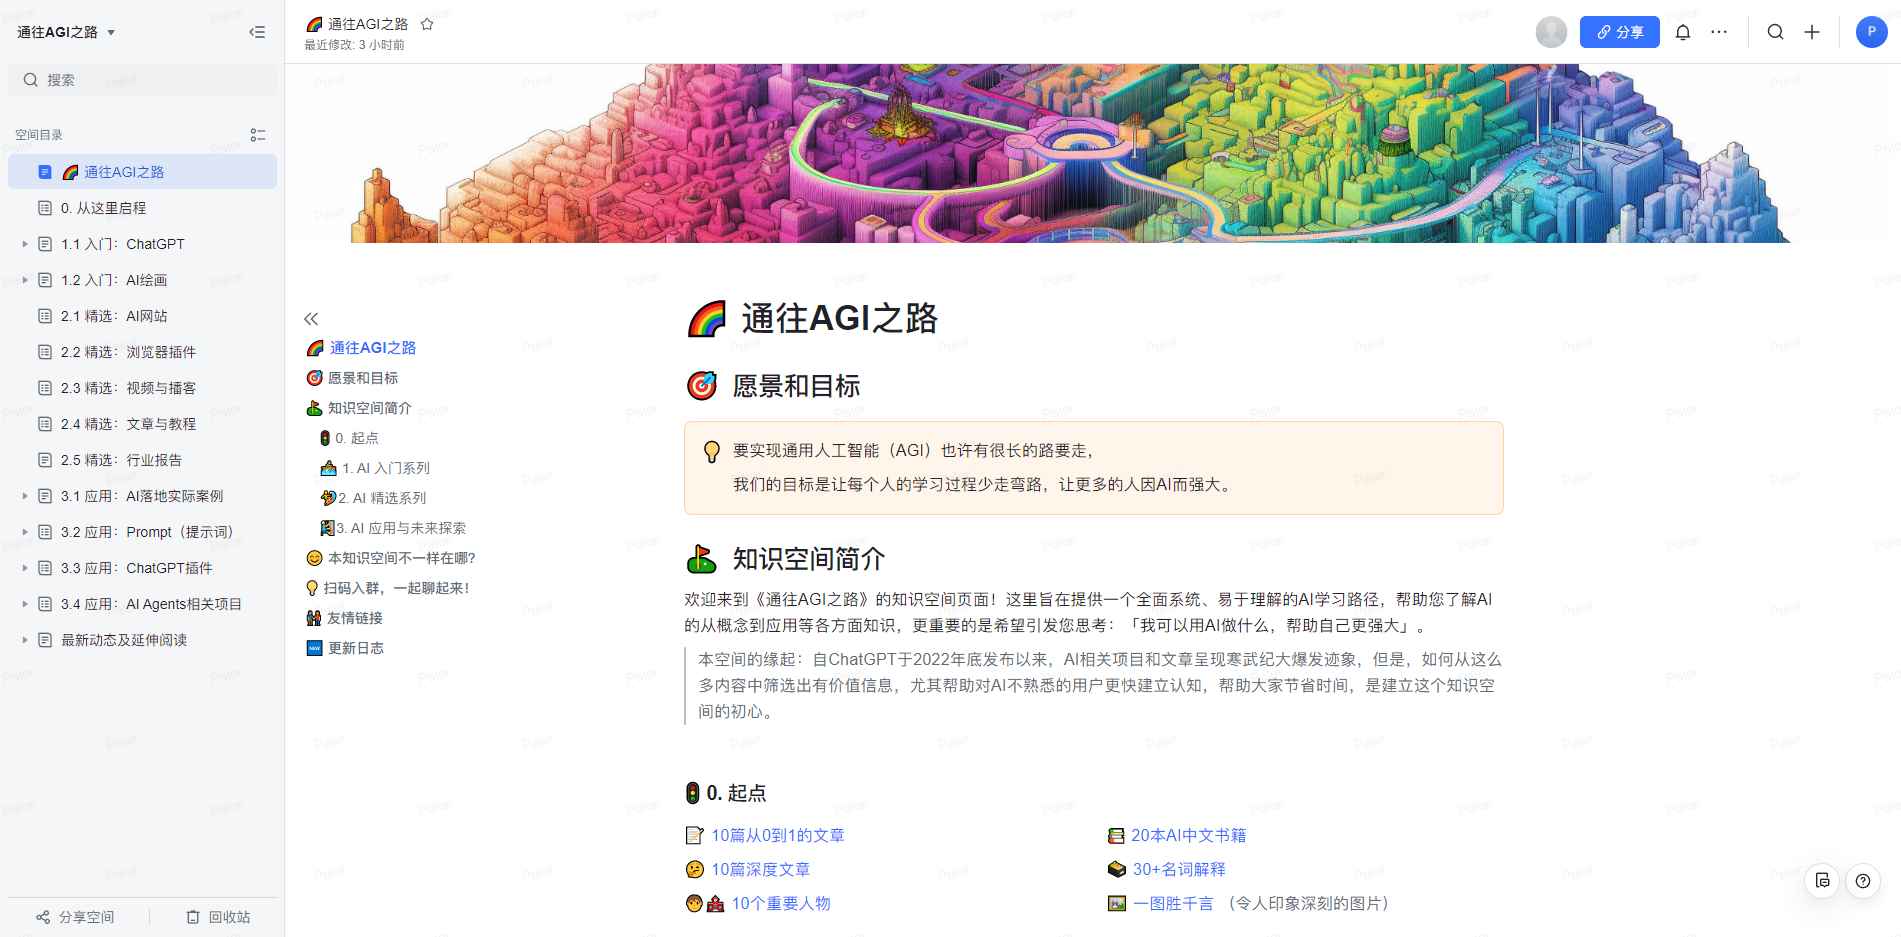 通往AGI之路
搜索
空间目录
通往AGI之路
0. 从这里启程
1.1 入门：ChatGPT
1.2 入门：AI绘画
2.1 精选：AI网站
2.2 精选：浏览器插件
2.3 精选：视频与播客
2.4 精选：文章与教程
2.5 精选：行业报告
3.1 应用：AI落地实际案例
3.2 应用：Prompt（提示词）
3.3 应用：ChatGPT插件
3.4 应用：AI Agents相关项目
最新动态及延伸阅读
分享空间
回收站
通往AGI之路
最近修改: 3 小时前
分享
P
通往AGI之路
愿景和目标
知识空间简介
0. 起点
1. AI 入门系列
2. AI 精选系列
3. AI 应用与未来探索
本知识空间不一样在哪?
扫码入群，一起聊起来！
友情链接
更新日志
通往AGI之路
愿景和目标
要实现通用人工智能（AGI）也许有很长的路要走，
我们的目标是让每个人的学习过程少走弯路，让更多的人因AI而强大。
知识空间简介
欢迎来到《通往AGI之路》的知识空间页面！这里旨在提供一个全面系统、易于理解的AI学习路径，帮助您了解AI
的从概念到应用等各方面知识，更重要的是希望引发您思考：「我可以用AI做什么，帮助自己更强大」。
本空间的缘起：自ChatGPT于2022年底发布以来，AI相关项目和文章呈现寒武纪大爆发迹象，但是，如何从这么
多内容中筛选出有价值信息，尤其帮助对AI不熟悉的用户更快建立认知，帮助大家节省时间，是建立这个知识空
间的初心。
0. 起点
10篇从0到1的文章
20本AI中文书籍
10篇深度文章
30+名词解释
10个重要人物
一图胜千言 （令人印象深刻的图片）